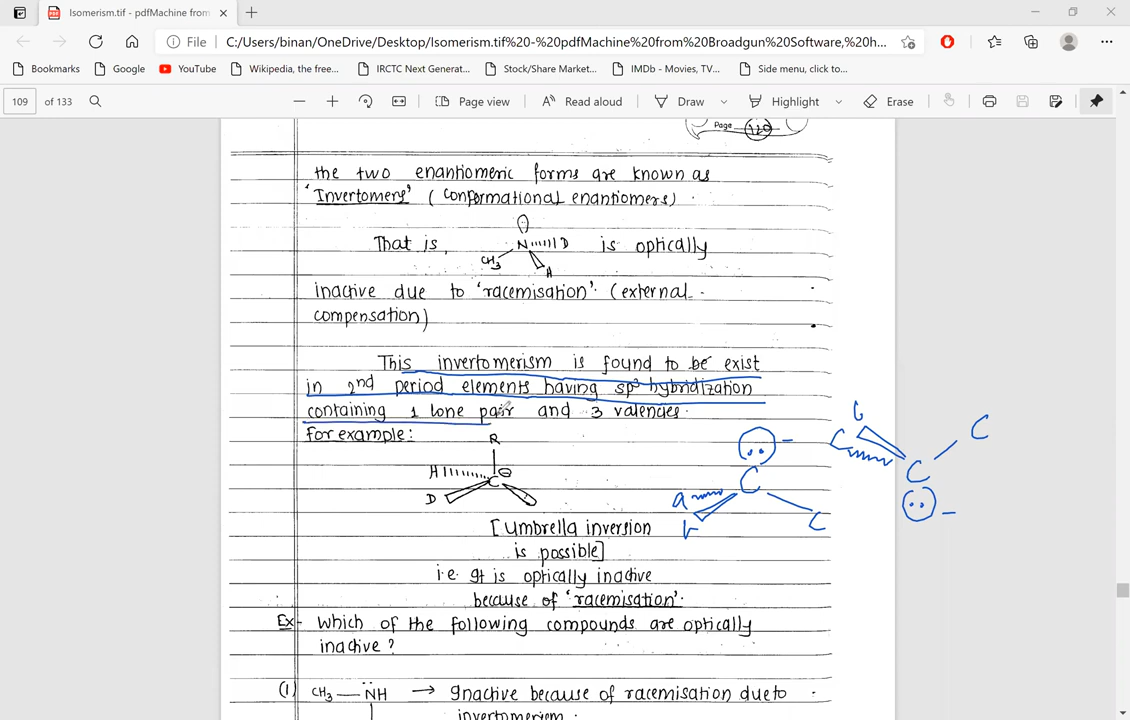 Isomerism.tif - pdfMachine from
File
C:/Users/binan/OneDrive/Desktop/Isomerism.tif%20-%20pdfMachine%20from%20Broadgun%20Software,%20h...
Bookmarks Google YouTube Wikipedia, the free... IRCTC Next Generat... Stock/Share Market... IMDb - Movies, TV... Side menu, click to...
109 of 133 Page view Read aloud Draw Highlight Erase
Page 120
the two enantiomeric forms are known as
'Invertomers' (conformational enantiomers).
That is, CH3 N D H is optically
inactive due to 'racemisation'. (external
compensation)
This invertomerism is found to be exist
in 2nd period elements having sp3 hybridization
containing 1 lone pair and 3 valencies.
For example:
R
H C ⊖
D
a b C C
b C C C
[umbrella inversion
is possible]
i.e. It is optically inactive
because of 'racemisation'.
Ex- Which of the following compounds are optically
inactive?
(1) CH3 — N̈H → Inactive because of racemisation due to
invertomerism.